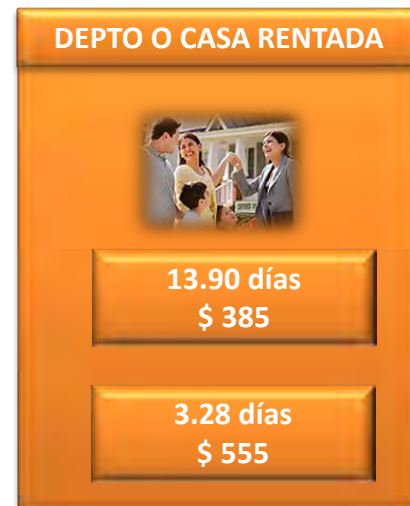 DEPTO O CASA RENTADA
13.90 días
$ 385
3.28 días
$ 555